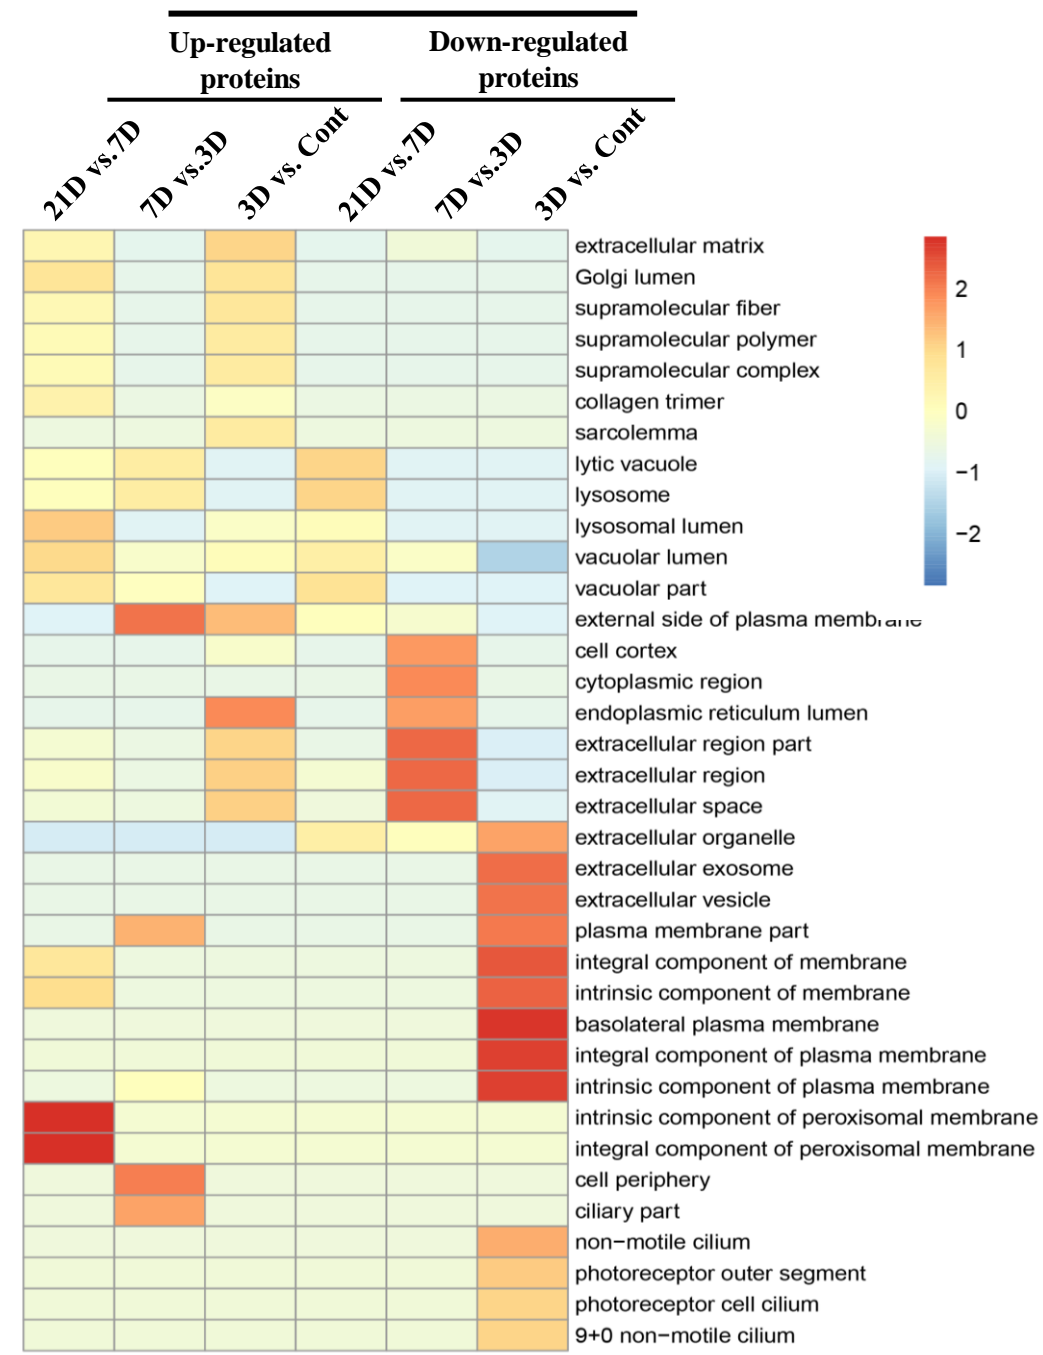 Up-regulated
proteins
Down-regulated
proteins
21D vs.7D
7D vs.3D
3D vs. Cont
21D vs.7D
7D vs.3D
3D vs. Cont
extracellular matrix
Golgi lumen
supramolecular fiber
supramolecular polymer
supramolecular complex
collagen trimer
sarcolemma
lytic vacuole
lysosome
lysosomal lumen
vacuolar lumen
vacuolar part
external side of plasma membrane
cell cortex
cytoplasmic region
endoplasmic reticulum lumen
extracellular region part
extracellular region
extracellular space
extracellular organelle
extracellular exosome
extracellular vesicle
plasma membrane part
integral component of membrane
intrinsic component of membrane
basolateral plasma membrane
integral component of plasma membrane
intrinsic component of plasma membrane
intrinsic component of peroxisomal membrane
integral component of peroxisomal membrane
cell periphery
ciliary part
non−motile cilium
photoreceptor outer segment
photoreceptor cell cilium
9+0 non−motile cilium
2
1
0
−1
−2